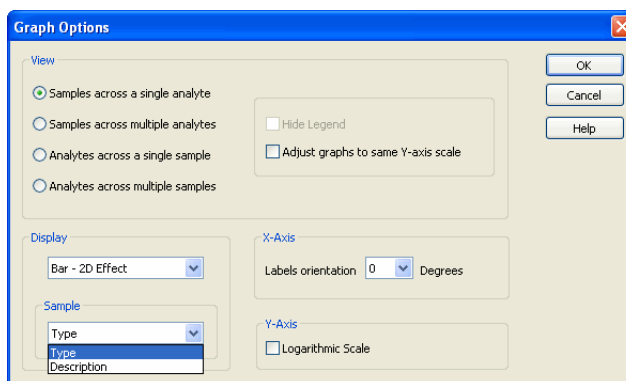 Graph Options
View
Samples across a single analyte
Samples across multiple analytes
Analytes across a single sample
Analytes across multiple samples
Hide Legend
Adjust graphs to same Y-axis scale
OK
Cancel
Help
Display
Bar - 2D Effect
Sample
Type
Type
Description
X-Axis
Labels orientation 0 Degrees
Y-Axis
Logarithmic Scale